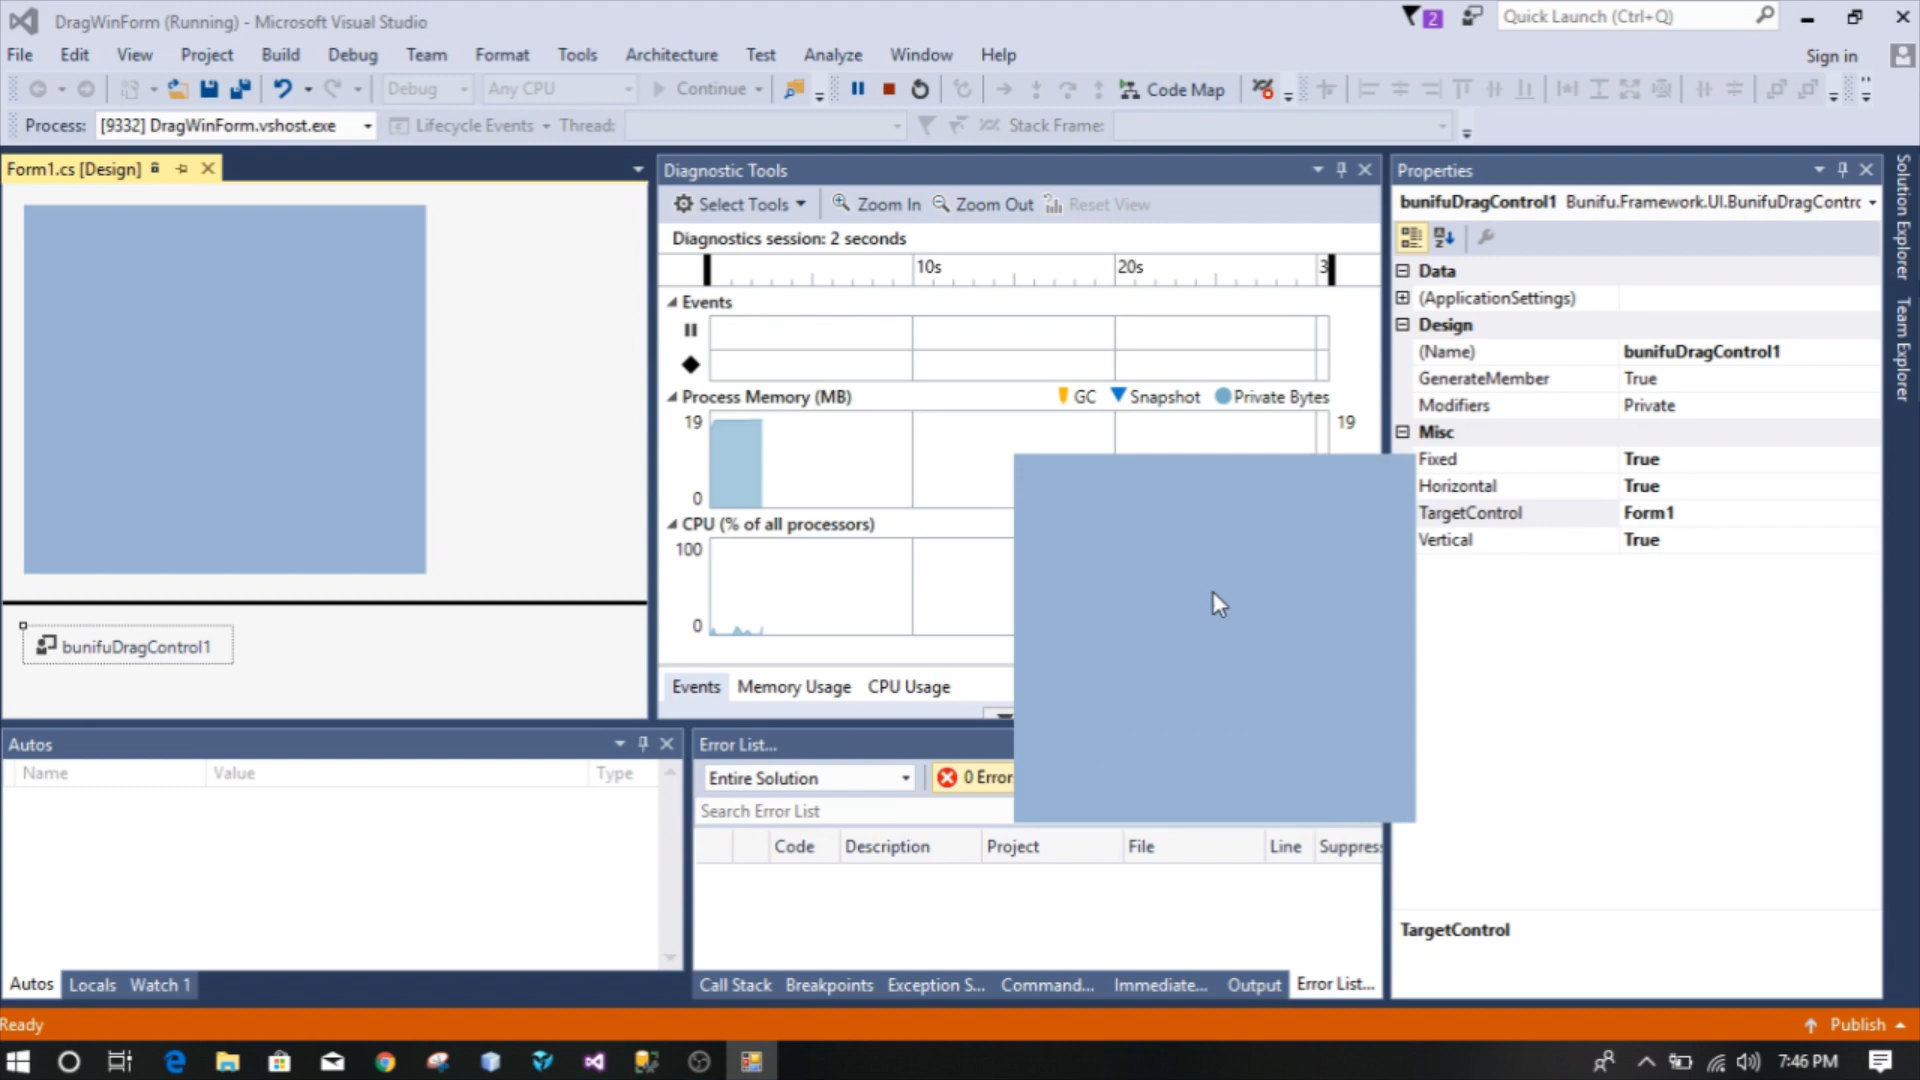 DragWinForm (Running) - Microsoft Visual Studio
2
Quick Launch (Ctrl+Q)
File Edit View Project Build Debug Team Format Tools Architecture Test Analyze Window Help
Sign in
Debug Any CPU Continue Code Map
Process: [9332] DragWinForm.vshost.exe Lifecycle Events Thread: Stack Frame:
Form1.cs [Design]
bunifuDragControl1
Diagnostic Tools
Select Tools Zoom In Zoom Out Reset View
Diagnostics session: 2 seconds
10s 20s 3
Events
Process Memory (MB) GC Snapshot Private Bytes
19 19
0
CPU (% of all processors)
100
0
Events Memory Usage CPU Usage
Properties
bunifuDragControl1 Bunifu.Framework.UI.BunifuDragContrc
Data
(ApplicationSettings)
Design
(Name) bunifuDragControl1
GenerateMember True
Modifiers Private
Misc
Fixed True
Horizontal True
TargetControl Form1
Vertical True
TargetControl
Solution Explorer
Team Explorer
Autos
Name Value Type
Autos Locals Watch 1
Error List...
Entire Solution 0 Error
Search Error List
Code Description Project File Line Suppress
Call Stack Breakpoints Exception S... Command... Immediate... Output Error List...
Ready
Publish
7:46 PM